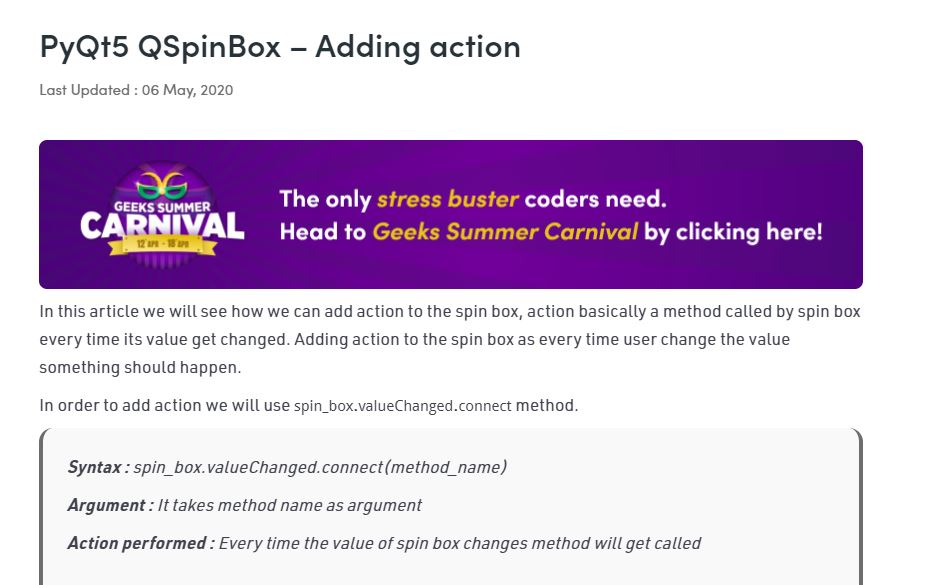 PyQt5 QSpinBox – Adding action
Last Updated : 06 May, 2020
GEEKS SUMMER
CARNIVAL
12 APR - 18 APR
The only stress buster coders need.
Head to Geeks Summer Carnival by clicking here!
In this article we will see how we can add action to the spin box, action basically a method called by spin box
every time its value get changed. Adding action to the spin box as every time user change the value
something should happen.
In order to add action we will use spin_box.valueChanged.connect method.
Syntax : spin_box.valueChanged.connect(method_name)
Argument : It takes method name as argument
Action performed : Every time the value of spin box changes method will get called